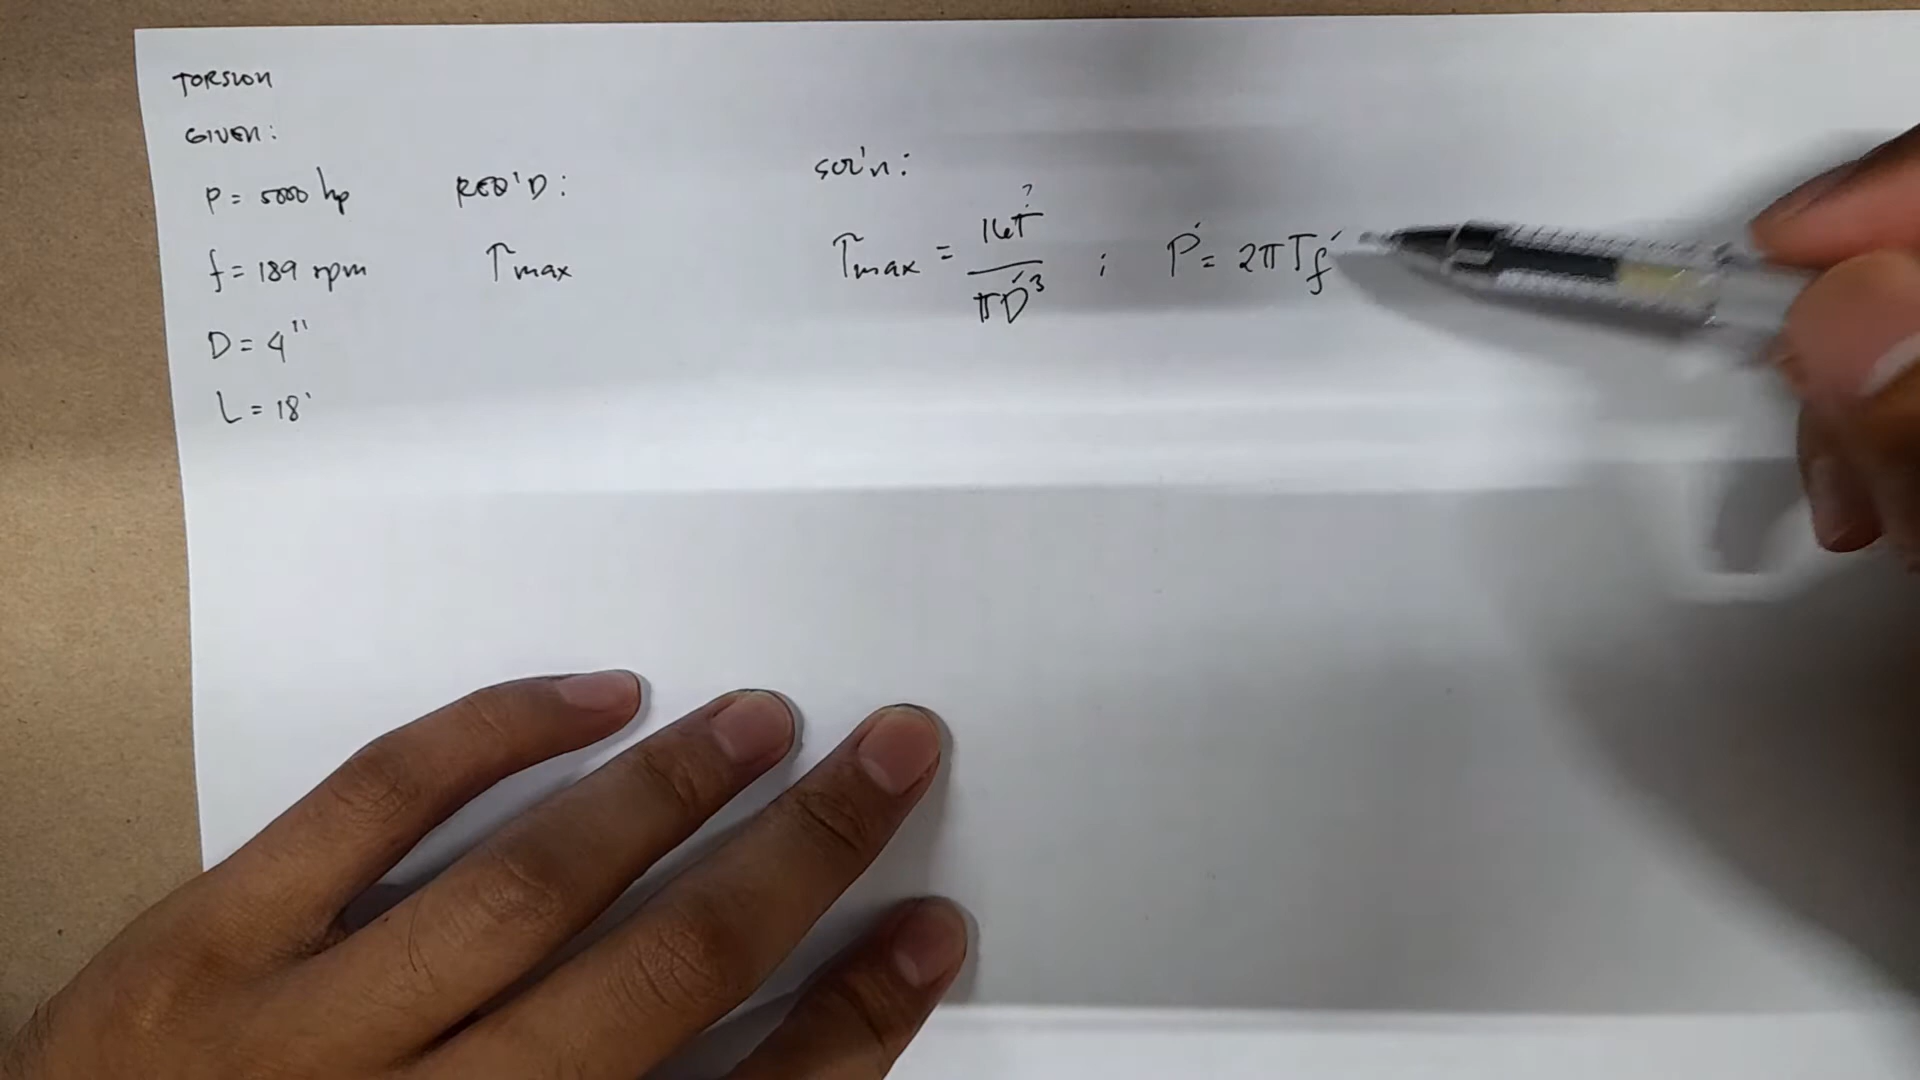 TORSION
GIVEN:
P = 5000 hp
f = 189 rpm
D = 4"
L = 18'
REQ'D:
τmax
SOL'N:
τmax = 16T? / πD³ ; P = 2πTf